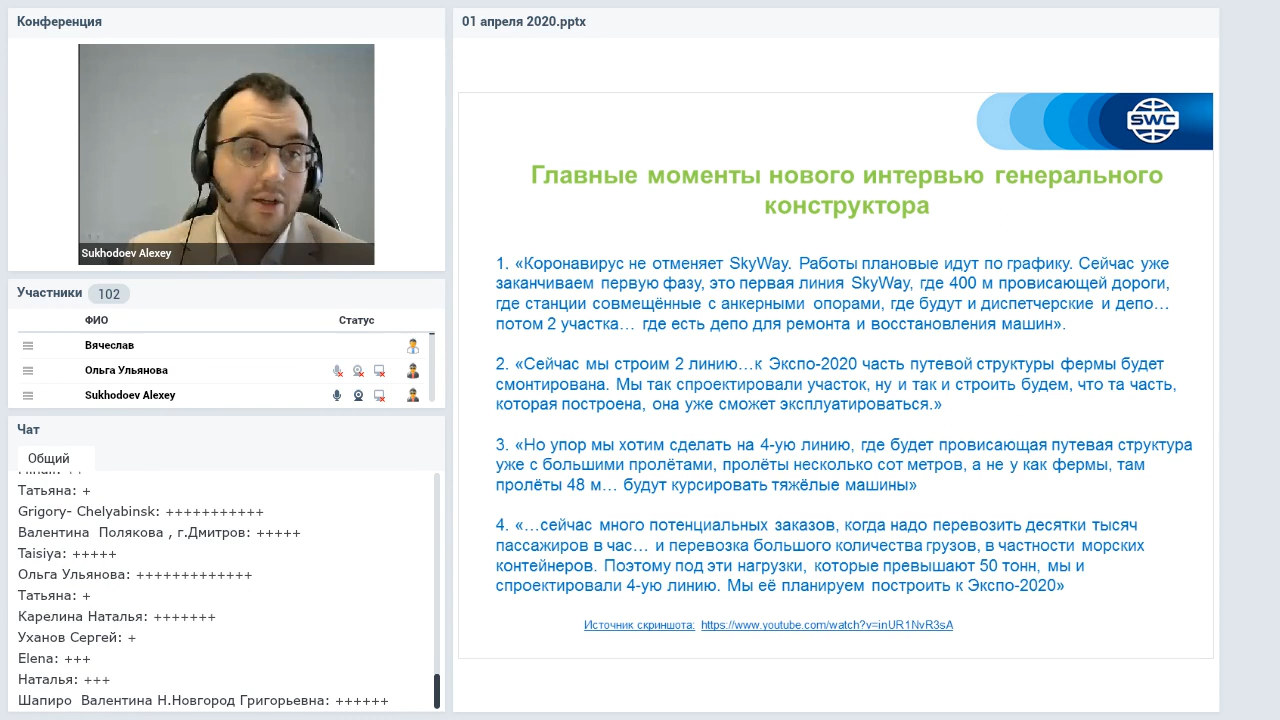 Конференция
Sukhodoev Alexey
Участники 102
ФИО Статус
Вячеслав
Ольга Ульянова
Sukhodoev Alexey
Чат
Общий
Татьяна: +
Grigory- Chelyabinsk: +++++++++++
Валентина Полякова , г.Дмитров: +++++
Taisiya: +++++
Ольга Ульянова: +++++++++++++
Татьяна: +
Карелина Наталья: +++++++
Уханов Сергей: +
Elena: +++
Наталья: +++
Шапиро Валентина Н.Новгород Григорьевна: ++++++
01 апреля 2020.pptx
SWC
Главные моменты нового интервью генерального
конструктора
1. «Коронавирус не отменяет SkyWay. Работы плановые идут по графику. Сейчас уже
заканчиваем первую фазу, это первая линия SkyWay, где 400 м провисающей дороги,
где станции совмещённые с анкерными опорами, где будут и диспетчерские и депо…
потом 2 участка… где есть депо для ремонта и восстановления машин».
2. «Сейчас мы строим 2 линию…к Экспо-2020 часть путевой структуры фермы будет
смонтирована. Мы так спроектировали участок, ну и так и строить будем, что та часть,
которая построена, она уже сможет эксплуатироваться.»
3. «Но упор мы хотим сделать на 4-ую линию, где будет провисающая путевая структура
уже с большими пролётами, пролёты несколько сот метров, а не у как фермы, там
пролёты 48 м… будут курсировать тяжёлые машины»
4. «…сейчас много потенциальных заказов, когда надо перевозить десятки тысяч
пассажиров в час… и перевозка большого количества грузов, в частности морских
контейнеров. Поэтому под эти нагрузки, которые превышают 50 тонн, мы и
спроектировали 4-ую линию. Мы её планируем построить к Экспо-2020»
Источник скриншота: https://www.youtube.com/watch?v=inUR1NvR3sA